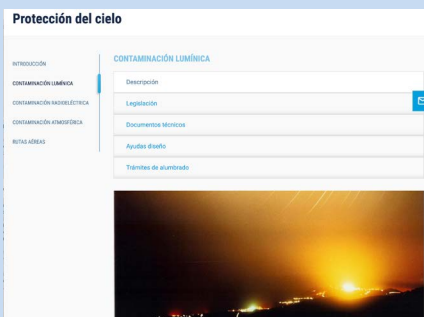 Protección del cielo
INTRODUCCIÓN
CONTAMINACIÓN LUMÍNICA
CONTAMINACIÓN RADIOELÉCTRICA
CONTAMINACIÓN ATMOSFÉRICA
RUTAS AÉREAS
CONTAMINACIÓN LUMÍNICA
Descripción
Legislación
Documentos técnicos
Ayudas diseño
Trámites de alumbrado